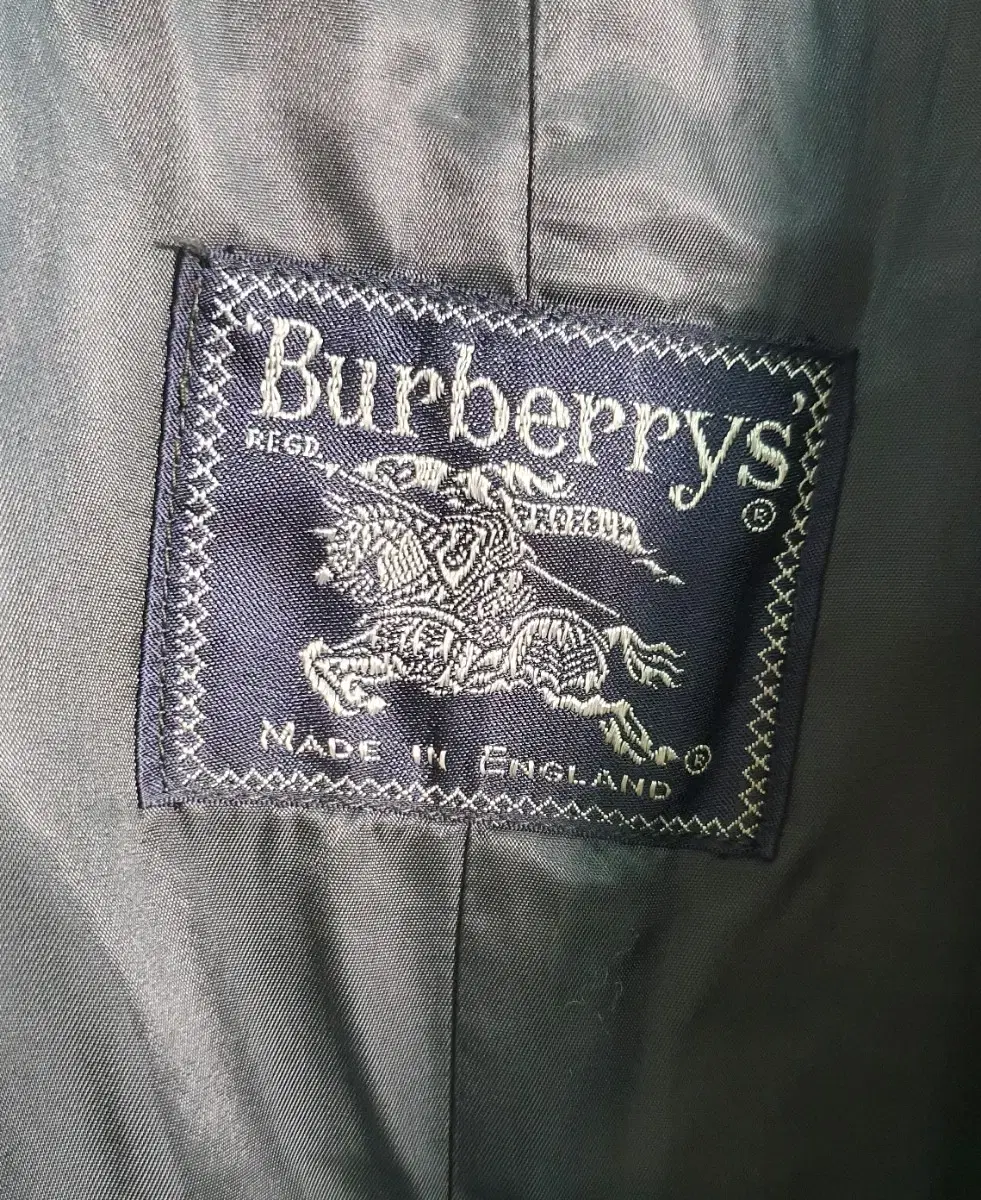 'Burberrys'
REGD ®
MADE IN ENGLAND ®